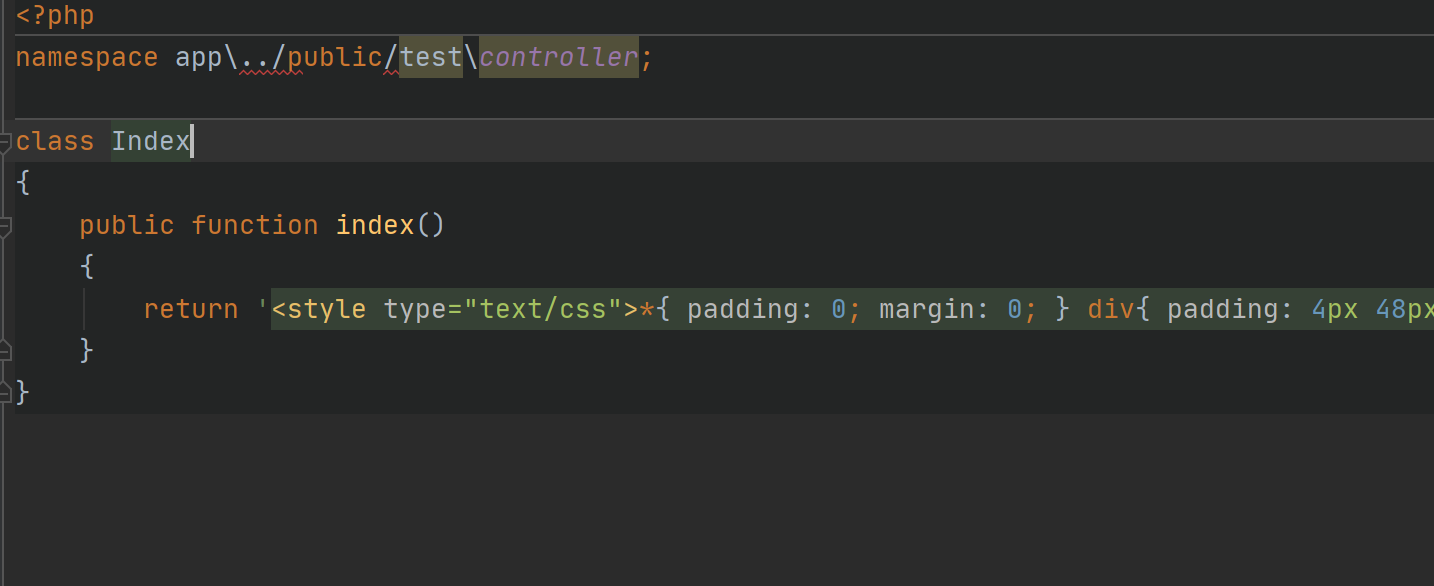 <?php
namespace app\../public/test\controller;
class Index
{
public function index()
{
return '<style type="text/css">*{ padding: 0; margin: 0; } div{ padding: 4px 48px
}
}